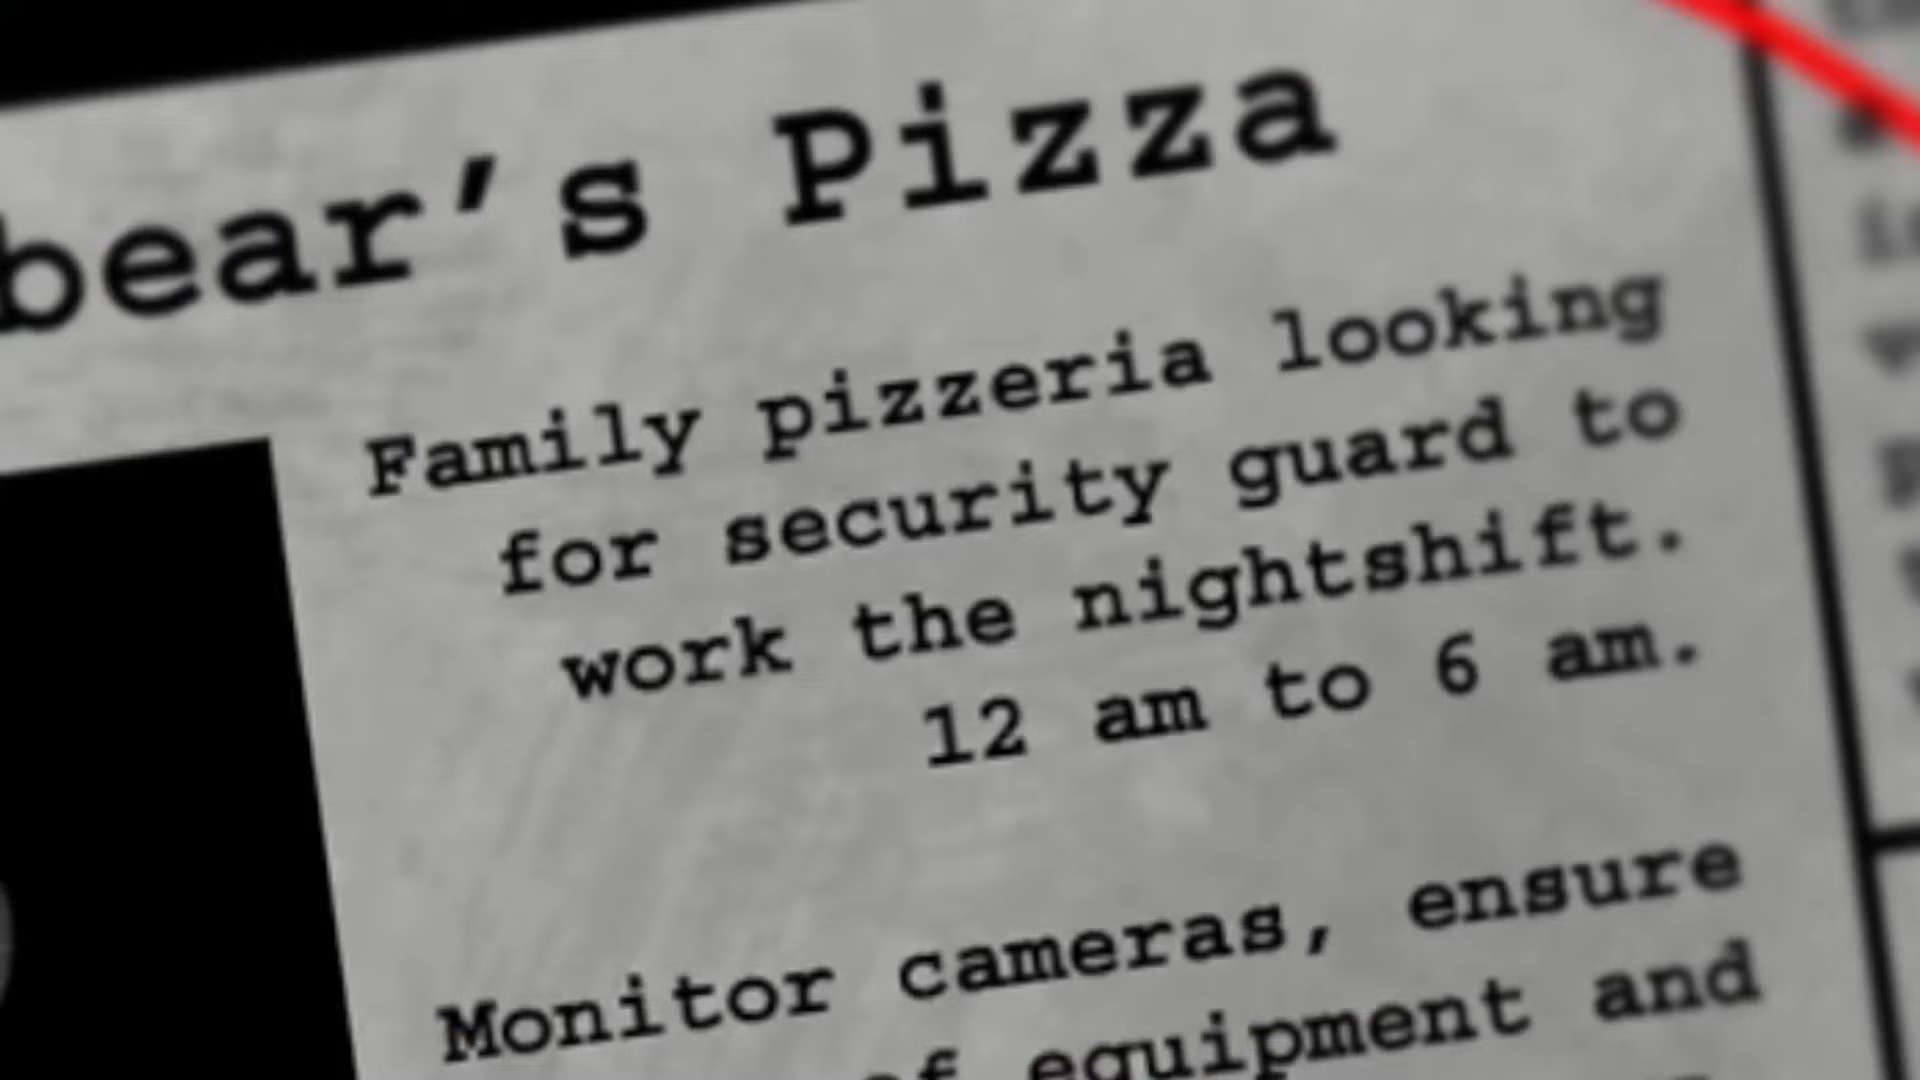 bear's Pizza
Family pizzeria looking
for security guard to
work the nightshift.
12 am to 6 am.
Monitor cameras, ensure
of equipment and